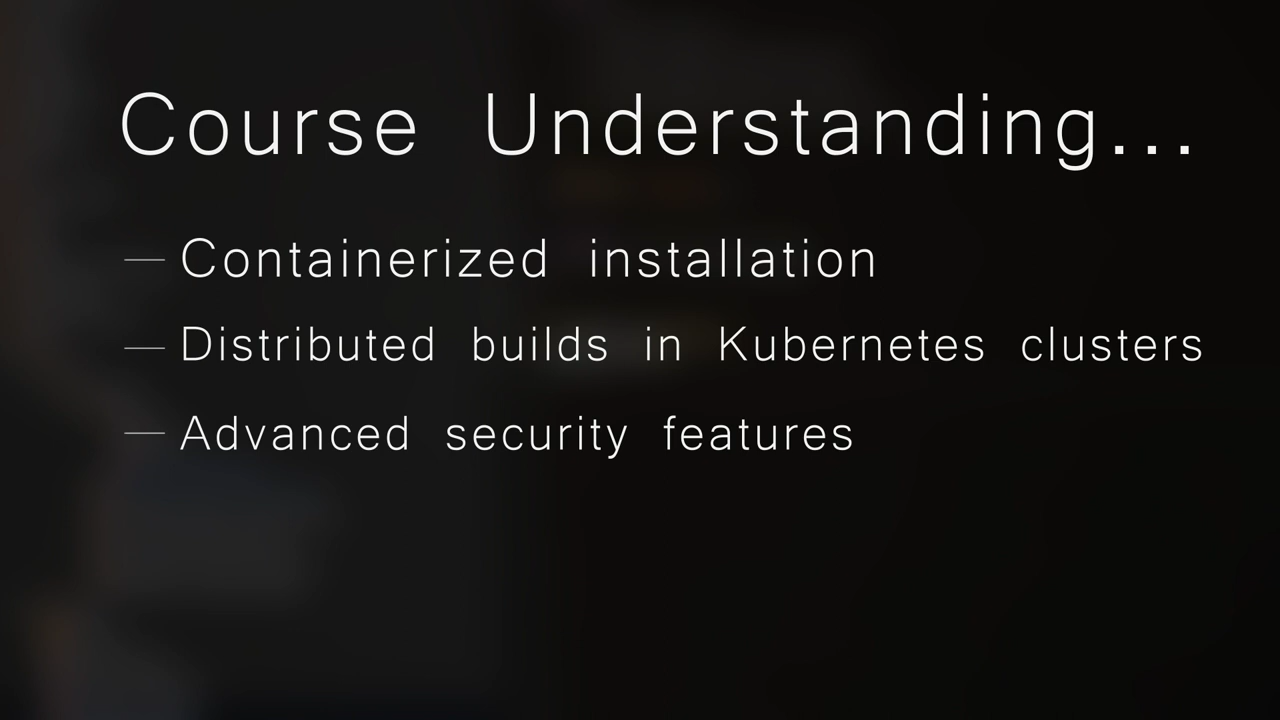 Course Understanding...
— Containerized installation
— Distributed builds in Kubernetes clusters
— Advanced security features